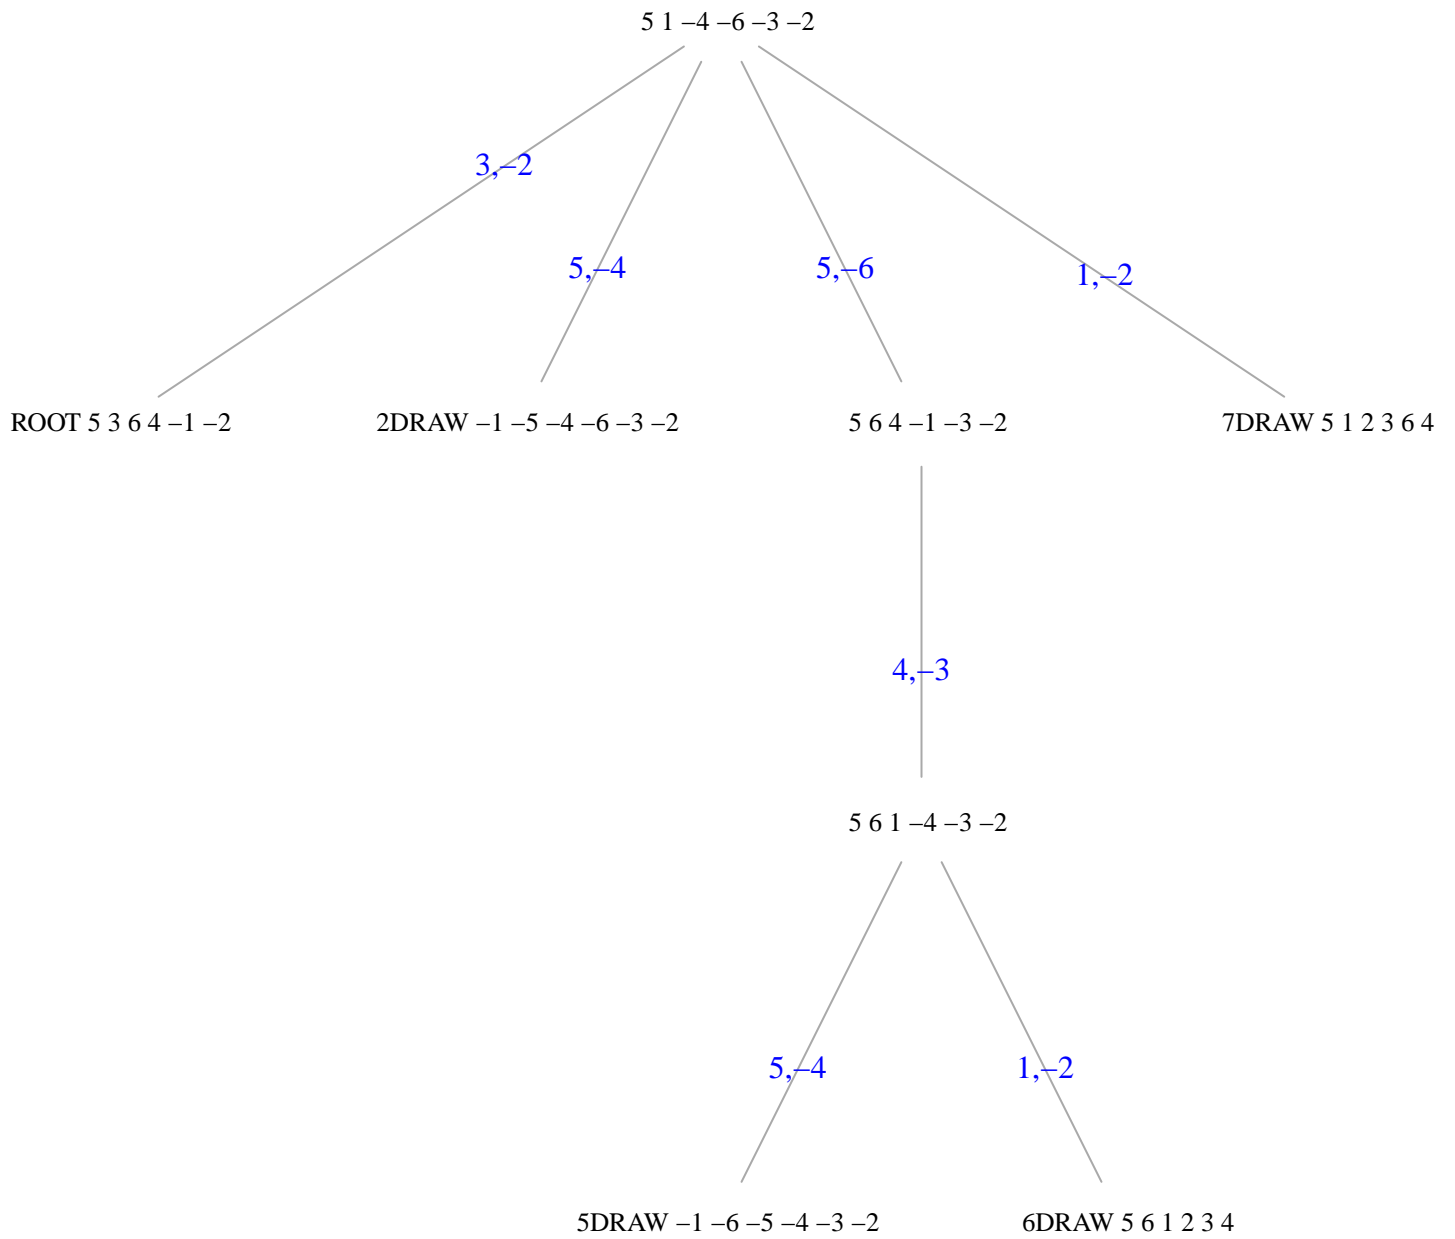 5 1 –4 –6 –3 –2
3,–2
5,–4
5,–6
1,–2
ROOT 5 3 6 4 –1 –2
2DRAW –1 –5 –4 –6 –3 –2
5 6 4 –1 –3 –2
7DRAW 5 1 2 3 6 4
4,–3
5 6 1 –4 –3 –2
5,–4
1,–2
5DRAW –1 –6 –5 –4 –3 –2
6DRAW 5 6 1 2 3 4